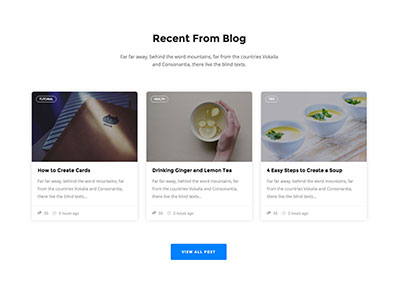 Recent From Blog
Far far away, behind the word mountains, far from the countries Vokalia
and Consonantia, there live the blind texts.
TUTORIAL
HEALTH
TIPS
How to Create Cards
Far far away, behind the word mountains, far
from the countries Vokalia and Consonantia,
there live the blind texts...
Drinking Ginger and Lemon Tea
Far far away, behind the word mountains, far
from the countries Vokalia and Consonantia,
there live the blind texts...
4 Easy Steps to Create a Soup
Far far away, behind the word mountains, far
from the countries Vokalia and Consonantia,
there live the blind texts...
hours ago
2 hours ago
2 hours ago
VIEW ALL POST